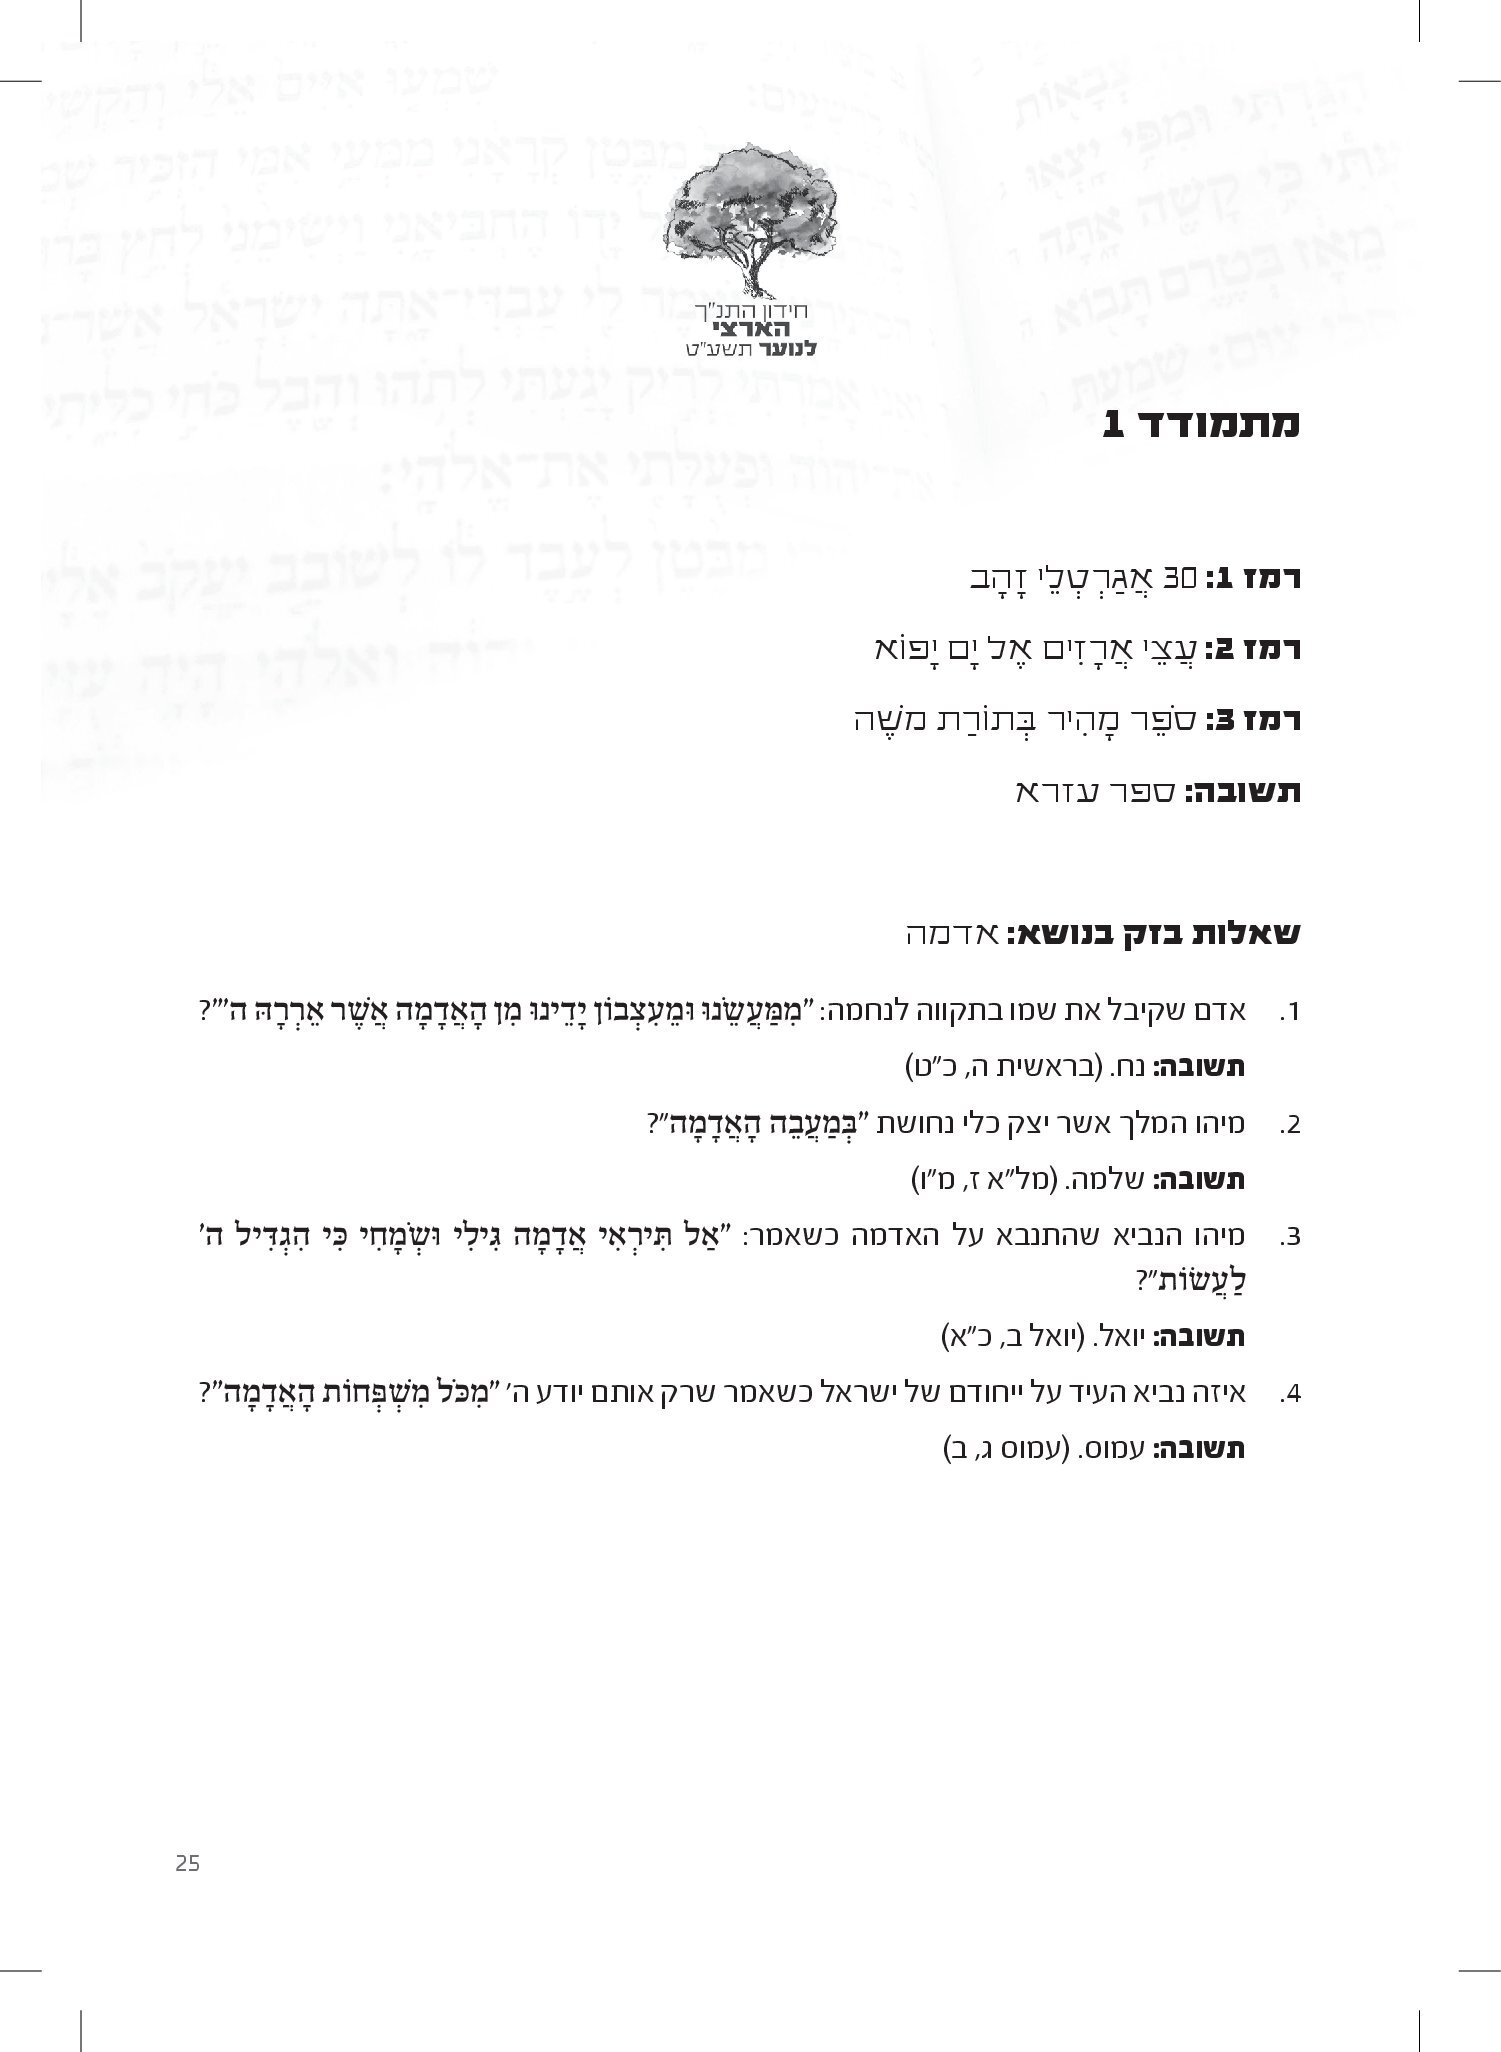 חידון התנ"ך
הארצי
לנוער תשע"ט
מתמודד 1
רמז 1: 30 אֲגַרְטְלֵי זָהָב
רמז 2: עֲצֵי אֲרָזִים אֶל יָם יָפוֹא
רמז 3: סֹפֵר מָהִיר בְּתוֹרַת מֹשֶׁה
תשובה: ספר עזרא
שאלות בזק בנושא: אדמה
1. אדם שקיבל את שמו בתקווה לנחמה: "מִמַּעֲשֵׂנוּ וּמֵעִצְבוֹן יָדֵינוּ מִן הָאֲדָמָה אֲשֶׁר אֵרְרָהּ ה'"?
תשובה: נח. (בראשית ה, כ"ט)
2. מיהו המלך אשר יצק כלי נחושת "בְּמַעֲבֵה הָאֲדָמָה"?
תשובה: שלמה. (מל"א ז, מ"ו)
3. מיהו הנביא שהתנבא על האדמה כשאמר: "אַל תִּירְאִי אֲדָמָה גִּילִי וּשְׂמָחִי כִּי הִגְדִּיל ה'
לַעֲשׂוֹת"?
תשובה: יואל. (יואל ב, כ"א)
4. איזה נביא העיד על ייחודם של ישראל כשאמר שרק אותם יודע ה' "מִכֹּל מִשְׁפְּחוֹת הָאֲדָמָה"?
תשובה: עמוס. (עמוס ג, ב)
25